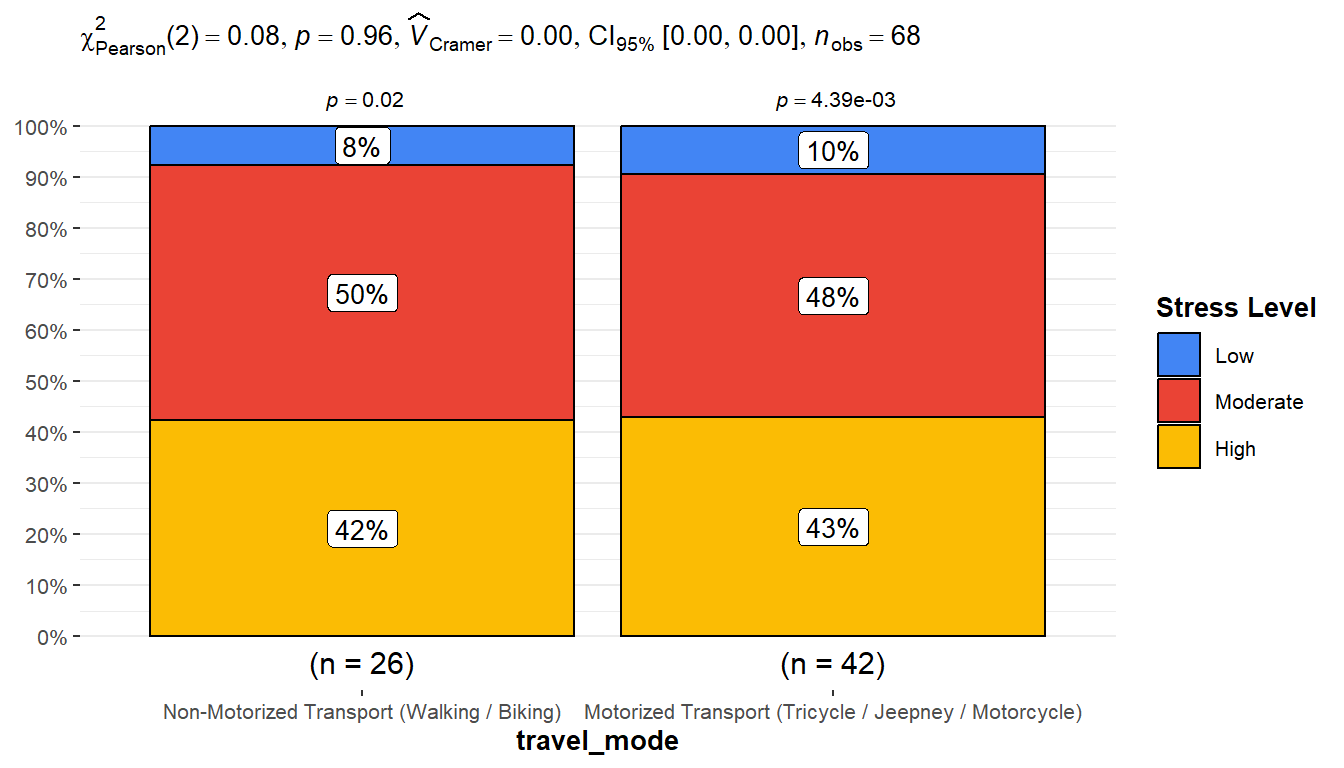 χ²Pearson(2) = 0.08, p = 0.96, V̂Cramer = 0.00, CI95% [0.00, 0.00], nobs = 68
p = 0.02 p = 4.39e-03
100%
90%
80%
70%
60%
50%
40%
30%
20%
10%
0%
8% 10%
50% 48%
42% 43%
(n = 26) (n = 42)
Non-Motorized Transport (Walking / Biking) Motorized Transport (Tricycle / Jeepney / Motorcycle)
travel_mode
Stress Level
Low
Moderate
High